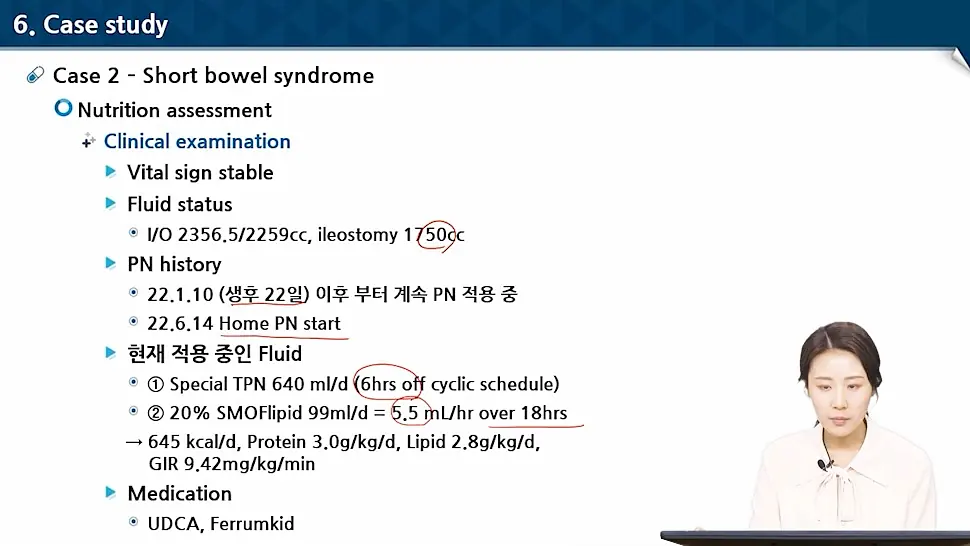 6. Case study
Case 2 - Short bowel syndrome
Nutrition assessment
Clinical examination
Vital sign stable
Fluid status
I/O 2356.5/2259cc, ileostomy 1750cc
PN history
22.1.10 (생후 22일) 이후 부터 계속 PN 적용 중
22.6.14 Home PN start
현재 적용 중인 Fluid
① Special TPN 640 ml/d (6hrs off cyclic schedule)
② 20% SMOFlipid 99ml/d = 5.5 mL/hr over 18hrs
→ 645 kcal/d, Protein 3.0g/kg/d, Lipid 2.8g/kg/d,
GIR 9.42mg/kg/min
Medication
UDCA, Ferrumkid